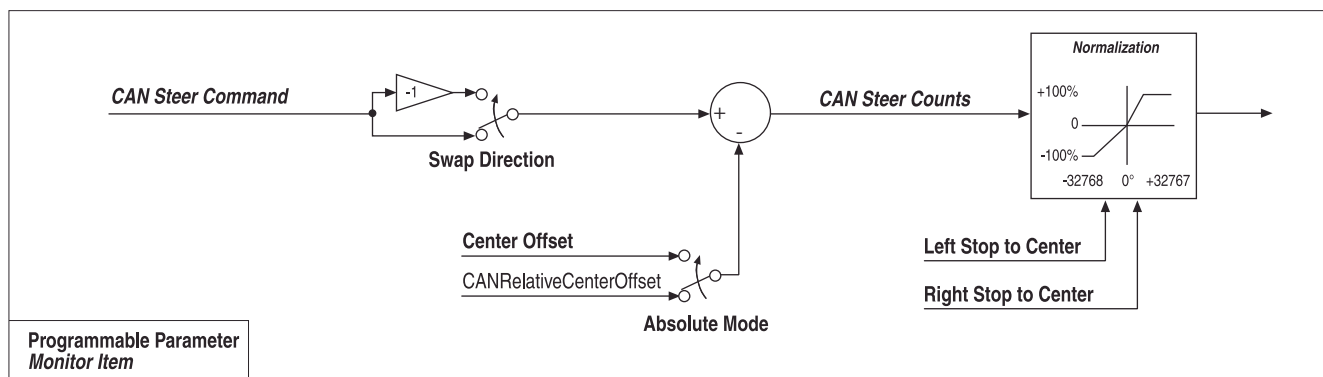 Normalization
+100%
0
-100%
-32768 0° +32767
CAN Steer Command
-1
Swap Direction
+
-
CAN Steer Counts
Center Offset
CANRelativeCenterOffset
Absolute Mode
Left Stop to Center
Right Stop to Center
Programmable Parameter
Monitor Item